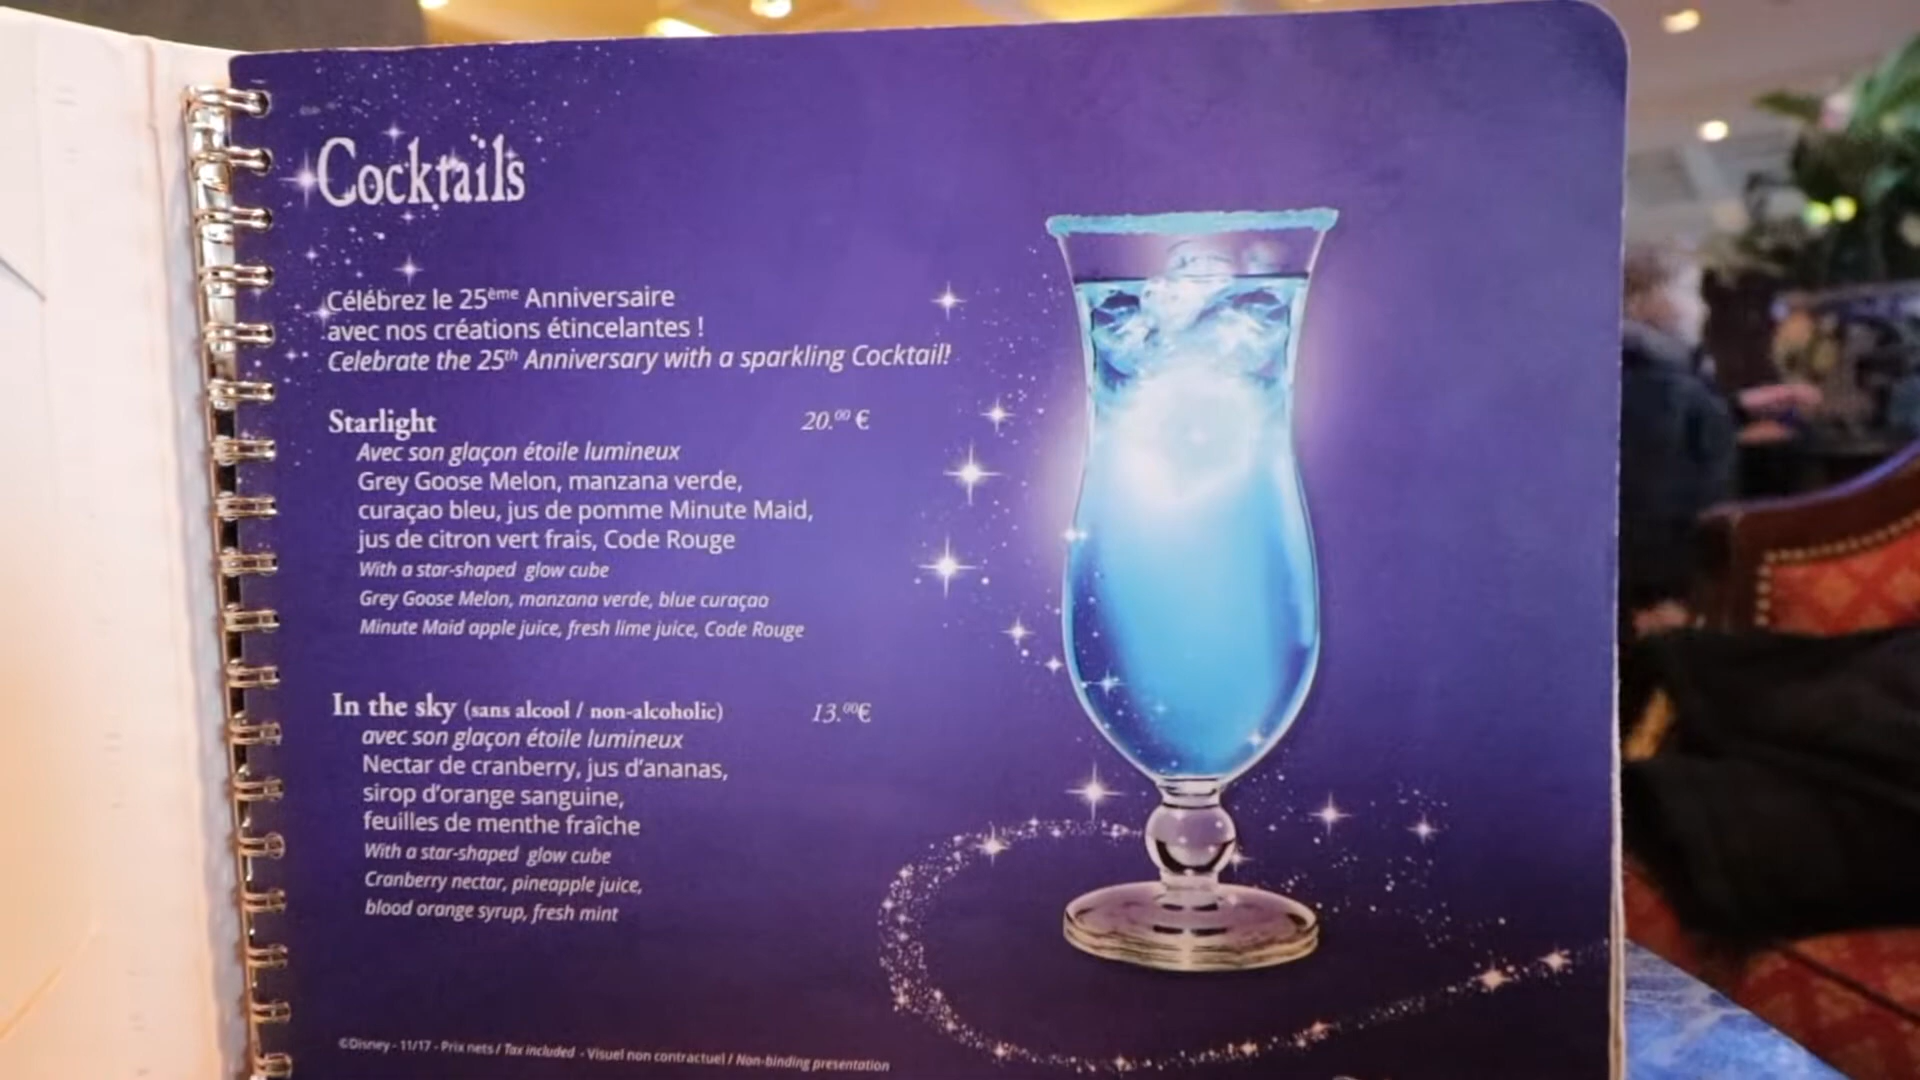 Cocktails
Célébrez le 25ème Anniversaire
avec nos créations étincelantes !
Celebrate the 25th Anniversary with a sparkling Cocktail!
Starlight 20.00 €
Avec son glaçon étoile lumineux
Grey Goose Melon, manzana verde,
curaçao bleu, jus de pomme Minute Maid,
jus de citron vert frais, Code Rouge
With a star-shaped glow cube
Grey Goose Melon, manzana verde, blue curaçao
Minute Maid apple juice, fresh lime juice, Code Rouge
In the sky (sans alcool / non-alcoholic) 13.00€
avec son glaçon étoile lumineux
Nectar de cranberry, jus d'ananas,
sirop d'orange sanguine,
feuilles de menthe fraîche
With a star-shaped glow cube
Cranberry nectar, pineapple juice,
blood orange syrup, fresh mint
©Disney - 11/17 - Prix nets / Tax included - Visuel non contractuel / Non-binding presentation